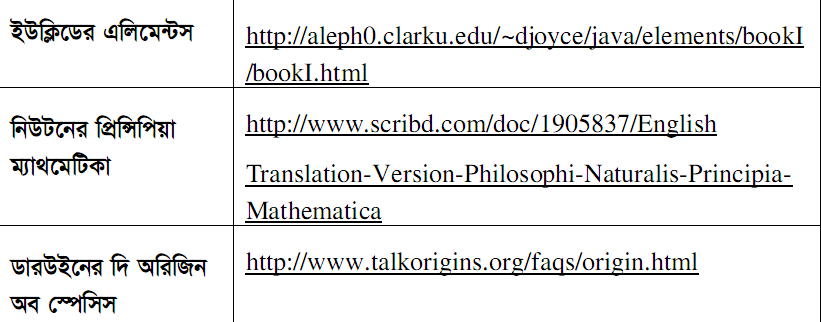 ইউক্লিডের এলিমেন্টস
http://aleph0.clarku.edu/~djoyce/java/elements/bookI
/bookI.html
নিউটনের প্রিন্সিপিয়া
ম্যাথমেটিকা
http://www.scribd.com/doc/1905837/English
Translation-Version-Philosophi-Naturalis-Principia-
Mathematica
ডারউইনের দি অরিজিন
অব স্পেসিস
http://www.talkorigins.org/faqs/origin.html